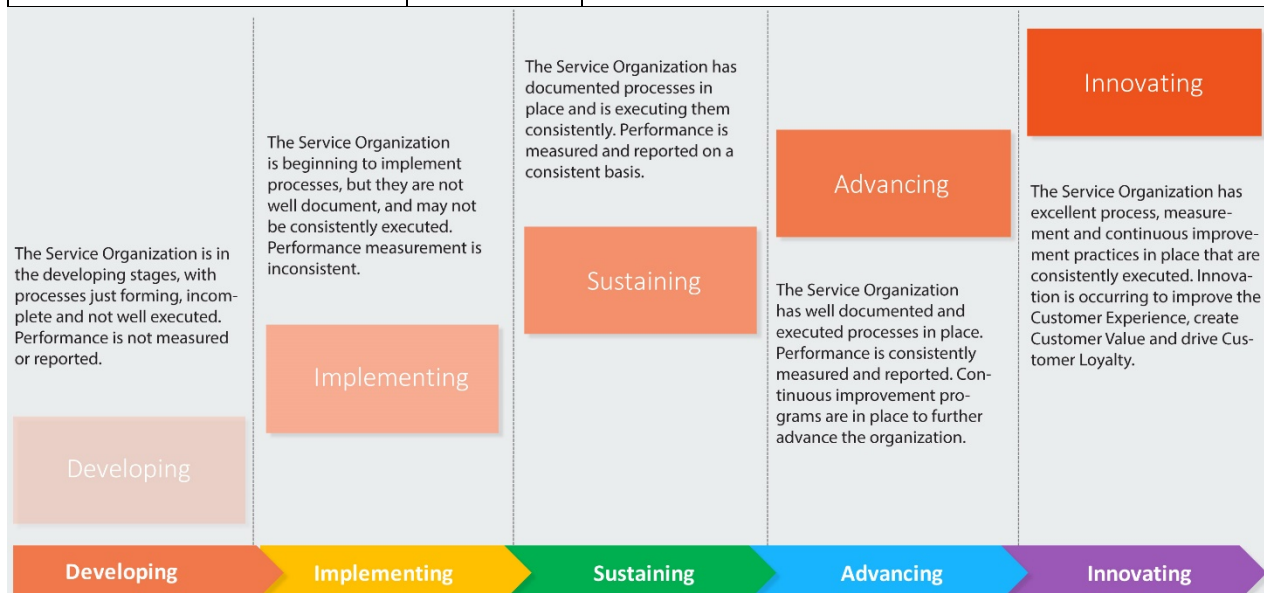 The Service Organization is in
the developing stages, with
processes just forming, incom-
plete and not well executed.
Performance is not measured
or reported.
Developing
The Service Organization
is beginning to implement
processes, but they are not
well document, and may not
be consistently executed.
Performance measurement is
inconsistent.
Implementing
The Service Organization has
documented processes in
place and is executing them
consistently. Performance is
measured and reported on a
consistent basis.
Sustaining
Advancing
The Service Organization
has well documented and
executed processes in place.
Performance is consistently
measured and reported. Con-
tinuous improvement pro-
grams are in place to further
advance the organization.
Innovating
The Service Organization has
excellent process, measure-
ment and continuous improve-
ment practices in place that are
consistently executed. Innova-
tion is occurring to improve the
Customer Experience, create
Customer Value and drive Cus-
tomer Loyalty.
Developing
Implementing
Sustaining
Advancing
Innovating